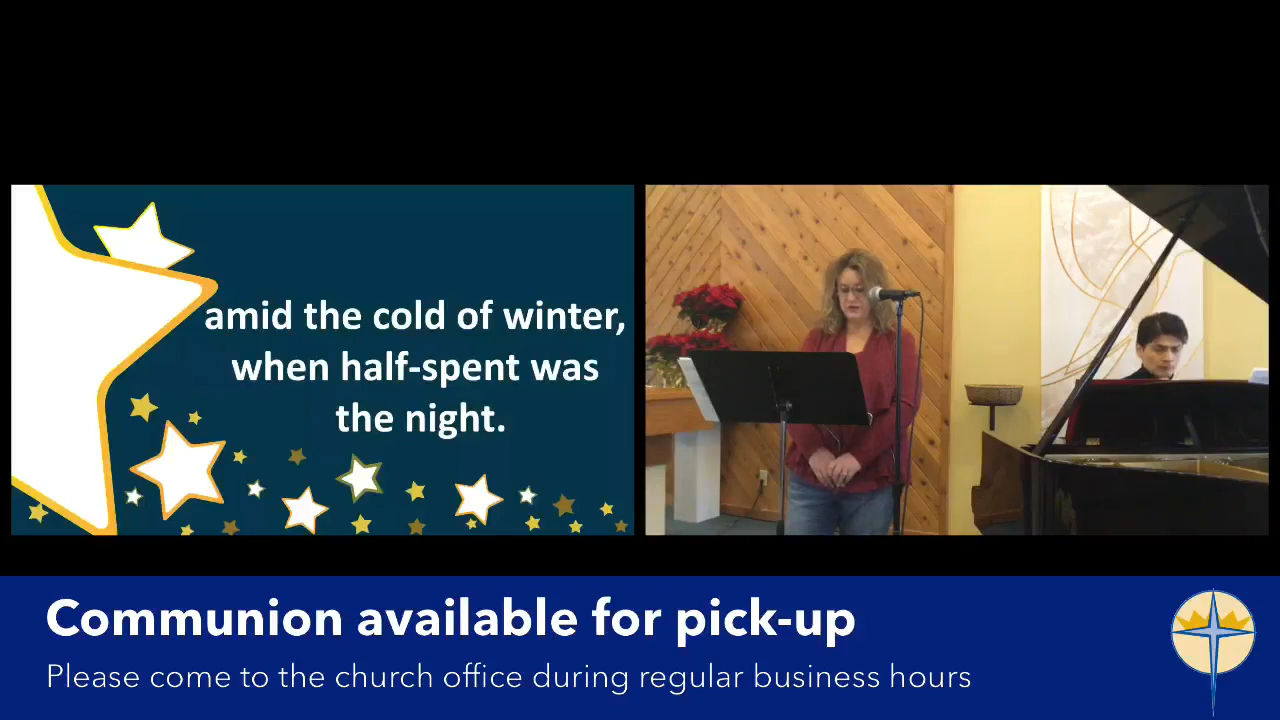 amid the cold of winter,
when half-spent was
the night.
Communion available for pick-up
Please come to the church office during regular business hours